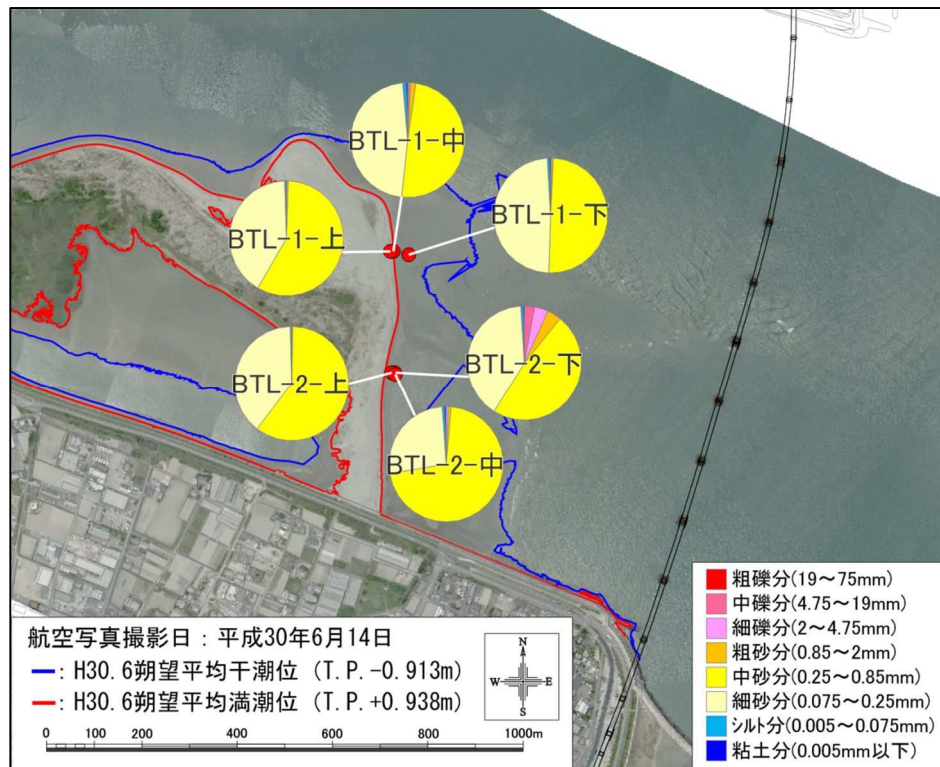 BTL-1-中
BTL-1-下
BTL-1-上
BTL-2-下
BTL-2-上
BTL-2-中
粗礫分(19～75mm)
中礫分(4.75～19mm)
細礫分(2～4.75mm)
粗砂分(0.85～2mm)
中砂分(0.25～0.85mm)
細砂分(0.075～0.25mm)
シルト分(0.005～0.075mm)
粘土分(0.005mm以下)
航空写真撮影日：平成30年6月14日
：H30.6朔望平均干潮位 (T.P.-0.913m)
：H30.6朔望平均満潮位 (T.P.+0.938m)
N
W E
S
0 200 400 600 800 1000m